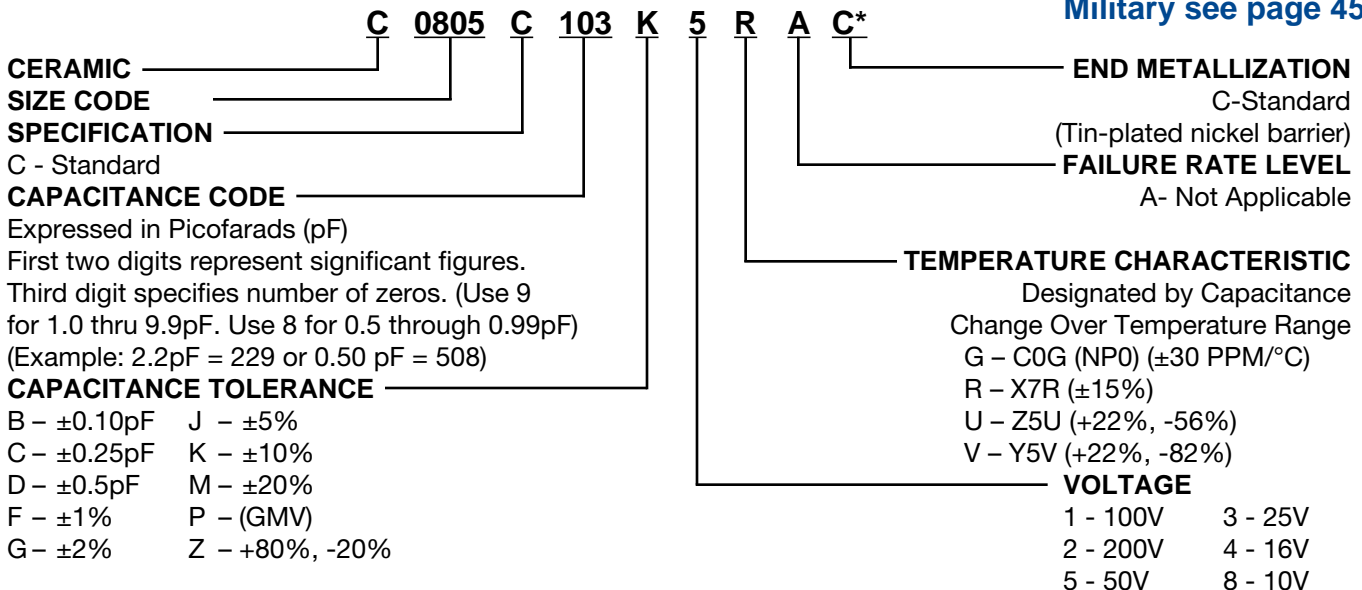 Military see page 45
C 0805 C 103 K 5 R A C*
CERAMIC
SIZE CODE
SPECIFICATION
C - Standard
CAPACITANCE CODE
Expressed in Picofarads (pF)
First two digits represent significant figures.
Third digit specifies number of zeros. (Use 9
for 1.0 thru 9.9pF. Use 8 for 0.5 through 0.99pF)
(Example: 2.2pF = 229 or 0.50 pF = 508)
CAPACITANCE TOLERANCE
B – ±0.10pF J – ±5%
C – ±0.25pF K – ±10%
D – ±0.5pF M – ±20%
F – ±1% P – (GMV)
G – ±2% Z – +80%, -20%
END METALLIZATION
C-Standard
(Tin-plated nickel barrier)
FAILURE RATE LEVEL
A- Not Applicable
TEMPERATURE CHARACTERISTIC
Designated by Capacitance
Change Over Temperature Range
G – C0G (NP0) (±30 PPM/°C)
R – X7R (±15%)
U – Z5U (+22%, -56%)
V – Y5V (+22%, -82%)
VOLTAGE
1 - 100V 3 - 25V
2 - 200V 4 - 16V
5 - 50V 8 - 10V